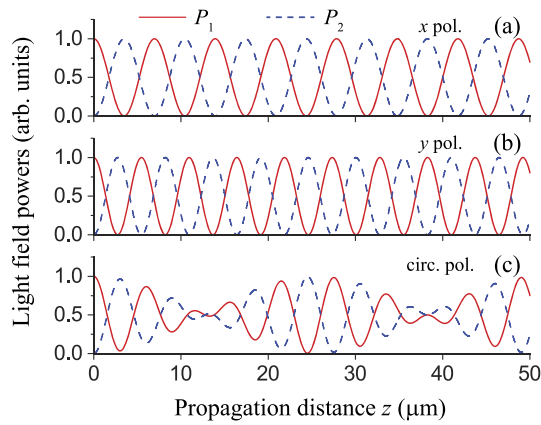 P1 P2
(a)
x pol.
1.0
0.5
0.0
(b)
y pol.
1.0
0.5
0.0
(c)
circ. pol.
1.0
0.5
0.0
0 10 20 30 40 50
Light field powers (arb. units)
Propagation distance z (μm)